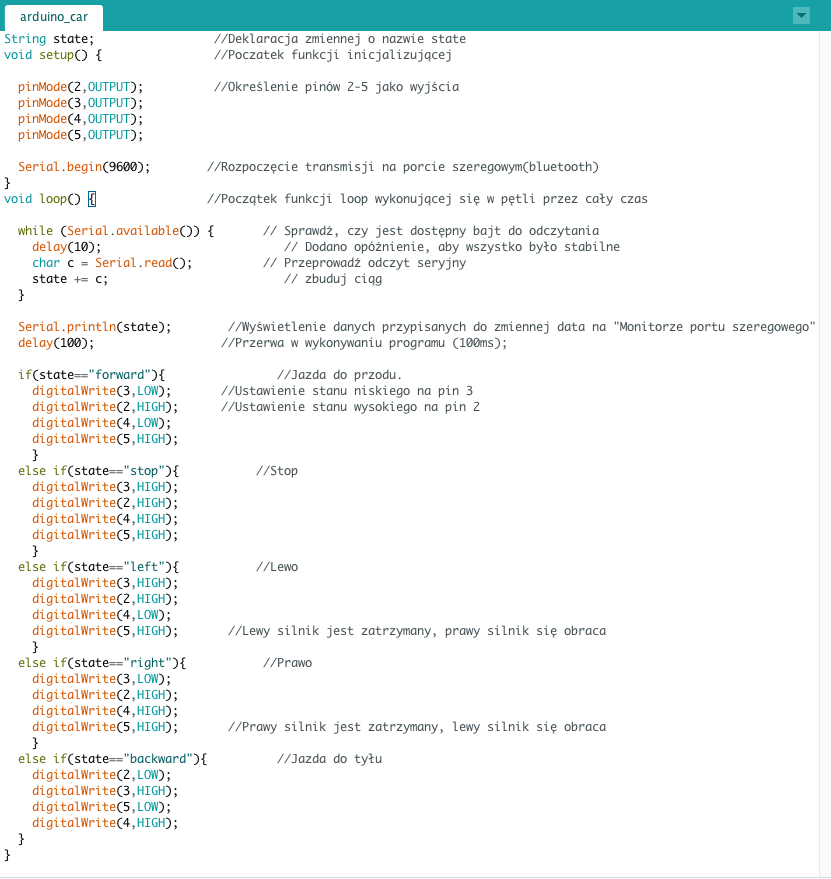 arduino_car
String state;                 //Deklaracja zmiennej o nazwie state
void setup() {                //Poczatek funkcji inicjalizującej
  pinMode(2,OUTPUT);          //Określenie pinów 2-5 jako wyjścia
  pinMode(3,OUTPUT);
  pinMode(4,OUTPUT);
  pinMode(5,OUTPUT);
  Serial.begin(9600);        //Rozpoczęcie transmisji na porcie szeregowym(bluetooth)
}
void loop() {                //Początek funkcji loop wykonującej się w pętli przez cały czas
  while (Serial.available()) {       // Sprawdź, czy jest dostępny bajt do odczytania
    delay(10);                          // Dodano opóźnienie, aby wszystko było stabilne
    char c = Serial.read();          // Przeprowadź odczyt seryjny
    state += c;                         // zbuduj ciąg
  }
  Serial.println(state);        //Wyświetlenie danych przypisanych do zmiennej data na "Monitorze portu szeregowego"
  delay(100);                  //Przerwa w wykonywaniu programu (100ms);
  if(state=="forward"){                //Jazda do przodu.
    digitalWrite(3,LOW);       //Ustawienie stanu niskiego na pin 3
    digitalWrite(2,HIGH);      //Ustawienie stanu wysokiego na pin 2
    digitalWrite(4,LOW);
    digitalWrite(5,HIGH);
    }
  else if(state=="stop"){           //Stop
    digitalWrite(3,HIGH);
    digitalWrite(2,HIGH);
    digitalWrite(4,HIGH);
    digitalWrite(5,HIGH);
    }
  else if(state=="left"){           //Lewo
    digitalWrite(3,HIGH);
    digitalWrite(2,HIGH);
    digitalWrite(4,LOW);
    digitalWrite(5,HIGH);       //Lewy silnik jest zatrzymany, prawy silnik się obraca
    }
  else if(state=="right"){           //Prawo
    digitalWrite(3,LOW);
    digitalWrite(2,HIGH);
    digitalWrite(4,HIGH);
    digitalWrite(5,HIGH);       //Prawy silnik jest zatrzymany, lewy silnik się obraca
    }
  else if(state=="backward"){          //Jazda do tyłu
    digitalWrite(2,LOW);
    digitalWrite(3,HIGH);
    digitalWrite(5,LOW);
    digitalWrite(4,HIGH);
  }
}